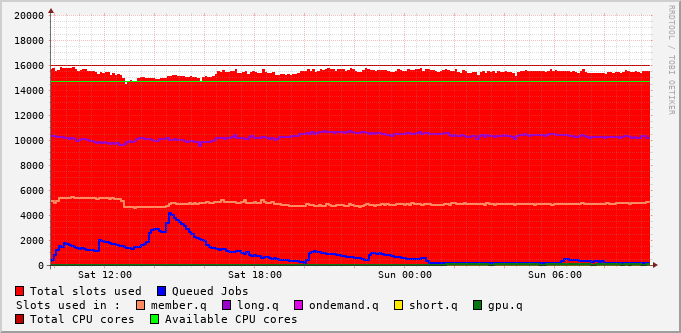 RRDTOOL / TOBI OETIKER
20000
18000
16000
14000
12000
10000
8000
6000
4000
2000
0
Sat 12:00 Sat 18:00 Sun 00:00 Sun 06:00
Total slots used Queued Jobs
Slots used in : member.q long.q ondemand.q short.q gpu.q
Total CPU cores Available CPU cores